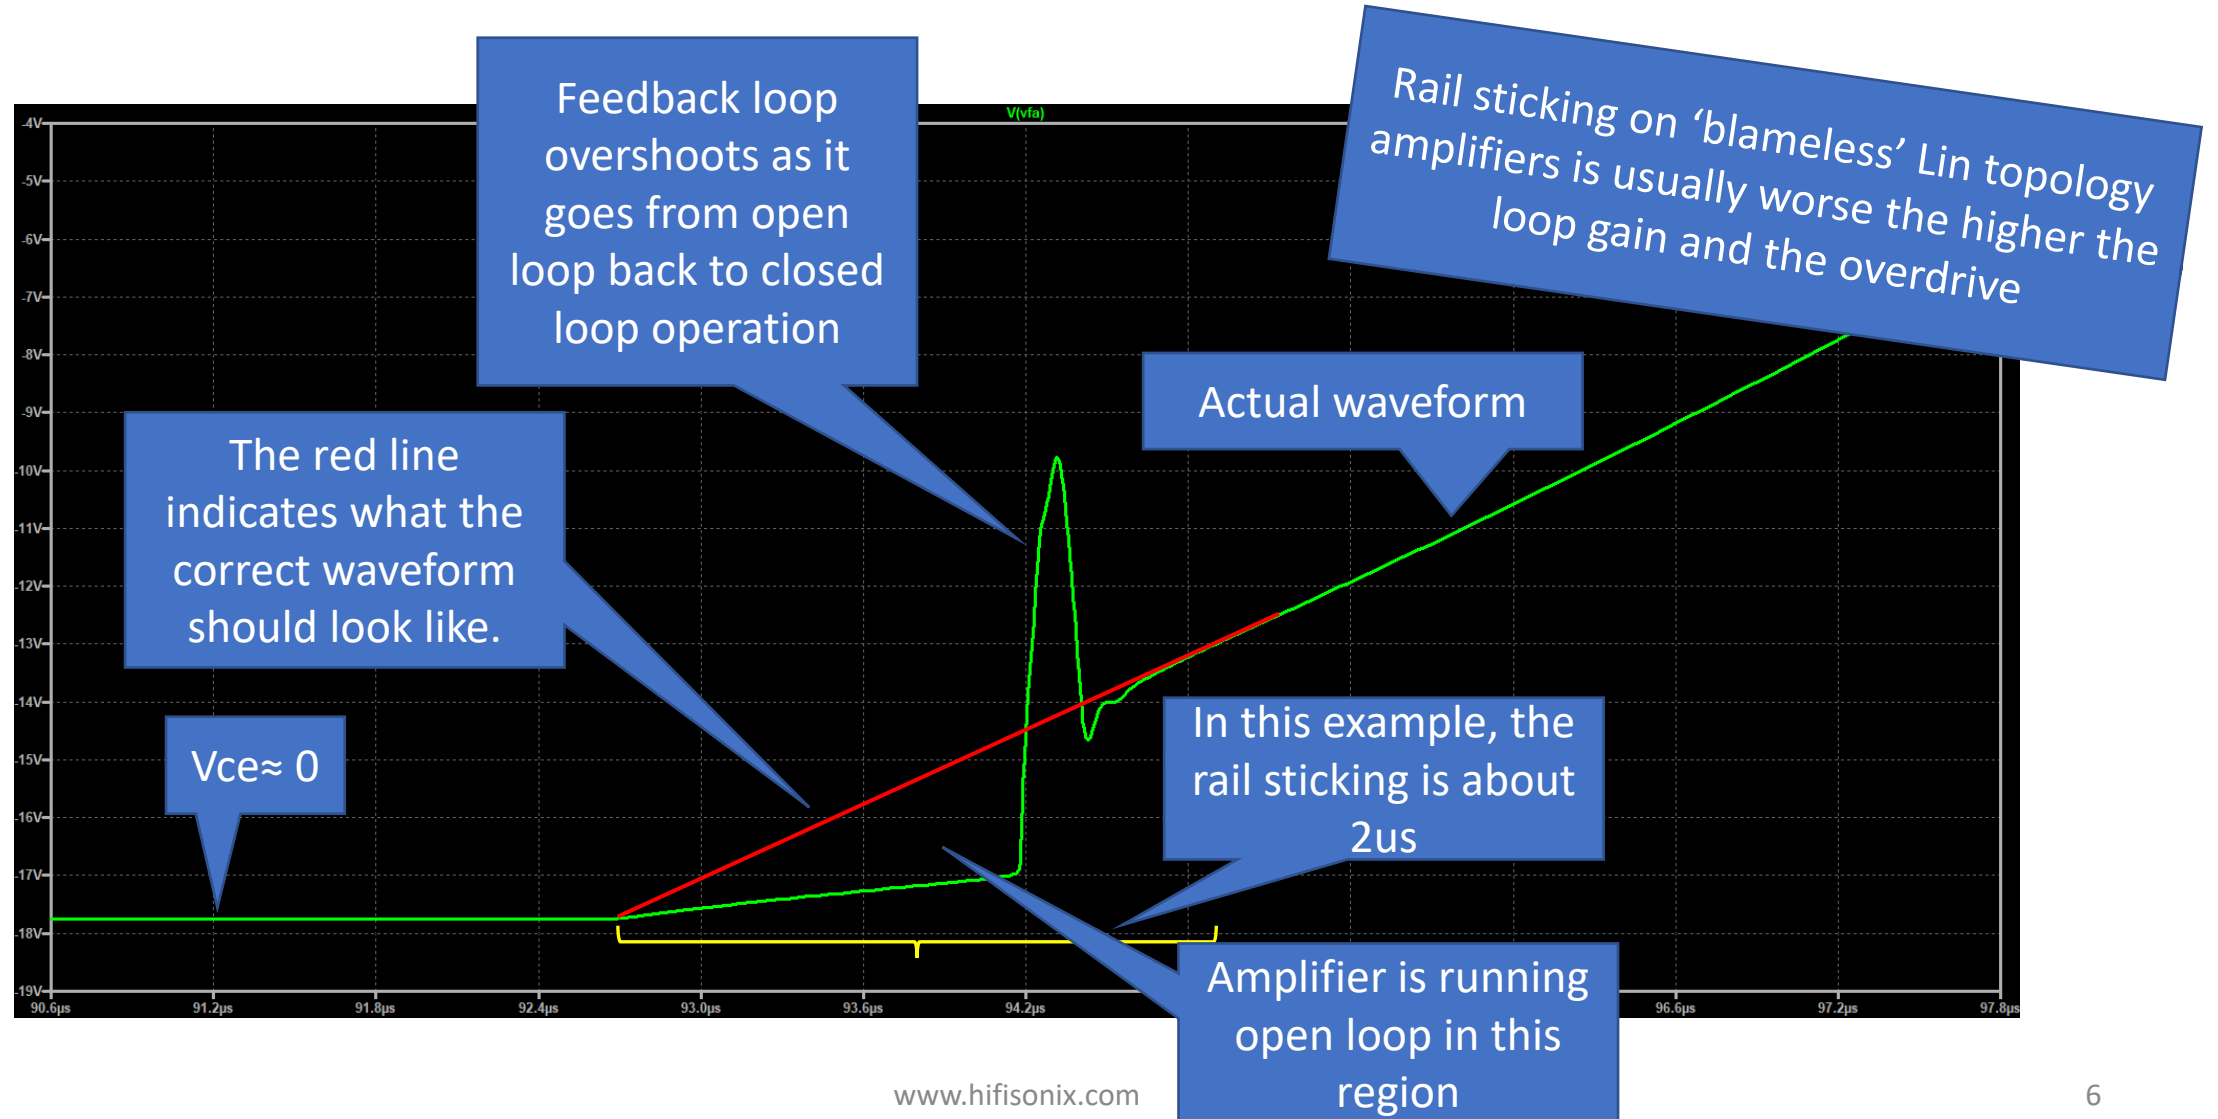 Feedback loop
overshoots as it
goes from open
loop back to closed
loop operation
Rail sticking on ‘blameless’ Lin topology
amplifiers is usually worse the higher the
loop gain and the overdrive
V(vfa)
Actual waveform
The red line
indicates what the
correct waveform
should look like.
Vce≈ 0
In this example, the
rail sticking is about
2us
Amplifier is running
open loop in this
region
-4V
-5V
-6V
-7V
-8V
-9V
-10V
-11V
-12V
-13V
-14V
-15V
-16V
-17V
-18V
-19V
90.6µs 91.2µs 91.8µs 92.4µs 93.0µs 93.6µs 94.2µs 96.6µs 97.2µs 97.8µs
www.hifisonix.com
6